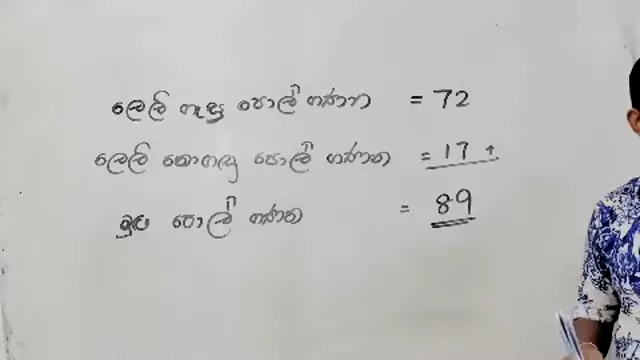 ලෙලි ගැසු පොල් ගණන = 72
ලෙලි නොගැසු පොල් ගණන = 17 +
මුළු පොල් ගණන = 89